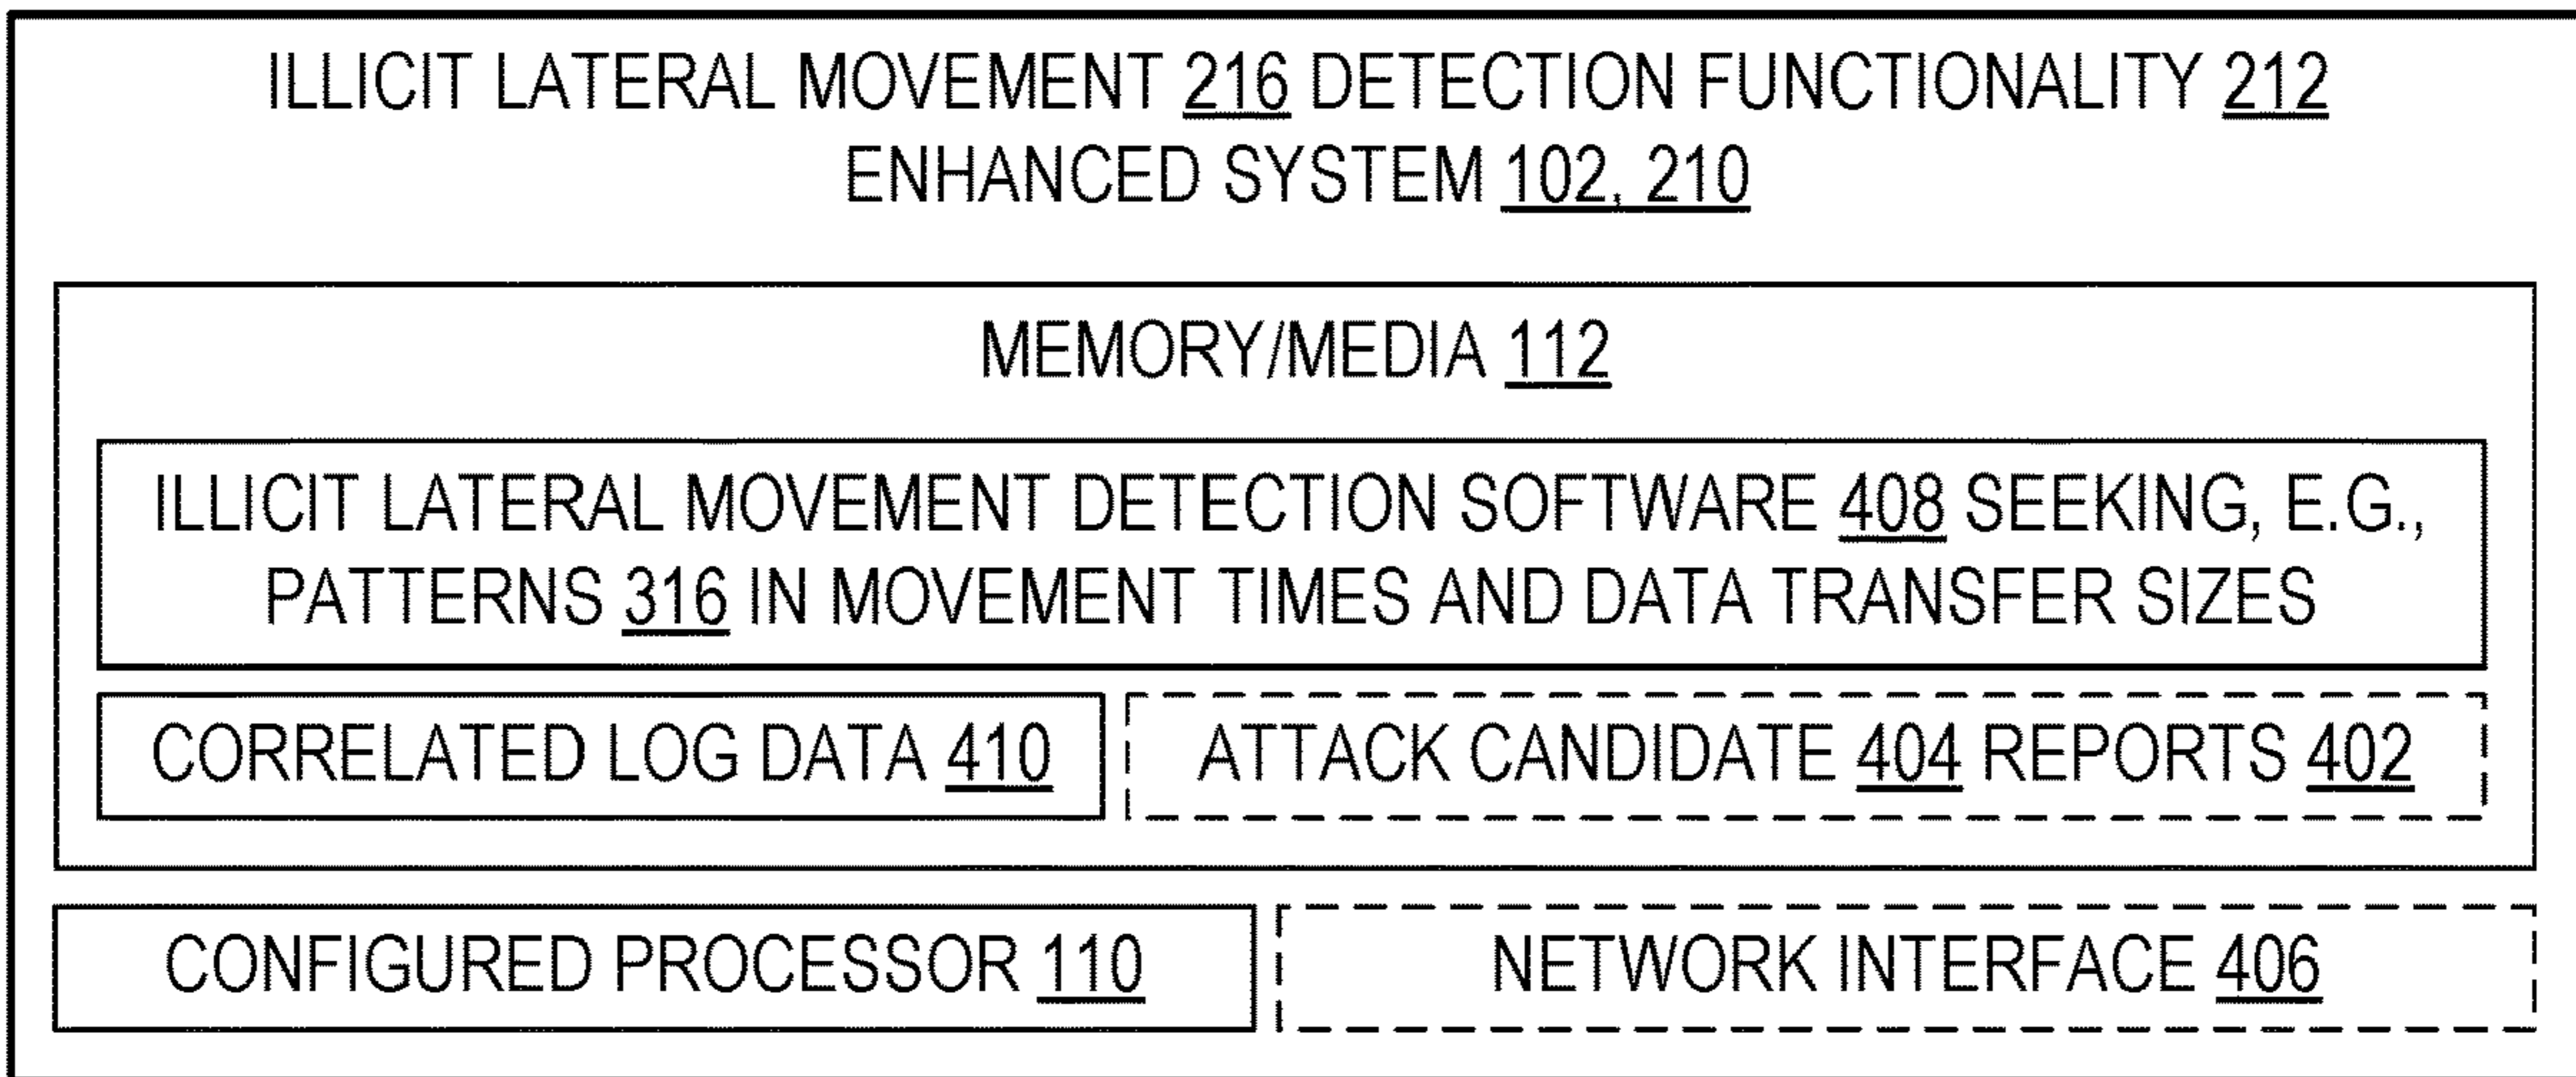 ILLICIT LATERAL MOVEMENT 216 DETECTION FUNCTIONALITY 212
ENHANCED SYSTEM 102, 210
MEMORY/MEDIA 112
ILLICIT LATERAL MOVEMENT DETECTION SOFTWARE 408 SEEKING, E.G.,
PATTERNS 316 IN MOVEMENT TIMES AND DATA TRANSFER SIZES
CORRELATED LOG DATA 410
ATTACK CANDIDATE 404 REPORTS 402
CONFIGURED PROCESSOR 110
NETWORK INTERFACE 406